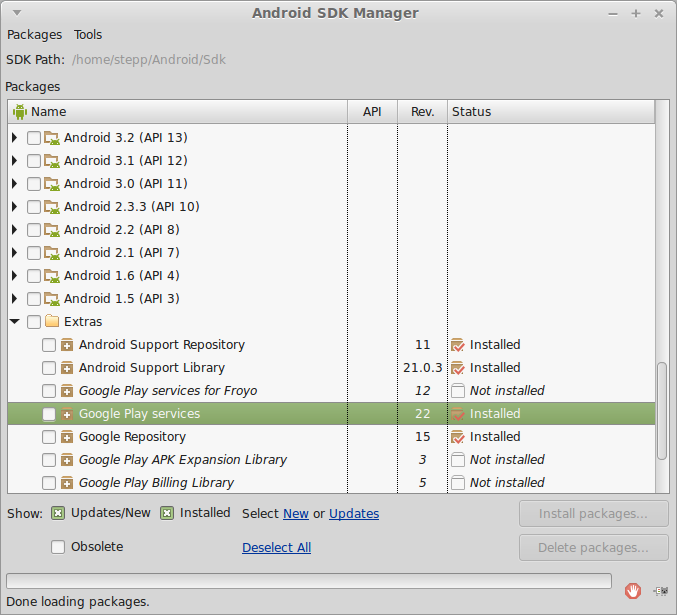 Android SDK Manager
Packages Tools
SDK Path: /home/stepp/Android/Sdk
Packages
Name API Rev. Status
Android 3.2 (API 13)
Android 3.1 (API 12)
Android 3.0 (API 11)
Android 2.3.3 (API 10)
Android 2.2 (API 8)
Android 2.1 (API 7)
Android 1.6 (API 4)
Android 1.5 (API 3)
Extras
Android Support Repository 11 Installed
Android Support Library 21.0.3 Installed
Google Play services for Froyo 12 Not installed
Google Play services 22 Installed
Google Repository 15 Installed
Google Play APK Expansion Library 3 Not installed
Google Play Billing Library 5 Not installed
Show: Updates/New Installed Select New or Updates Install packages...
Obsolete Deselect All Delete packages...
Done loading packages.